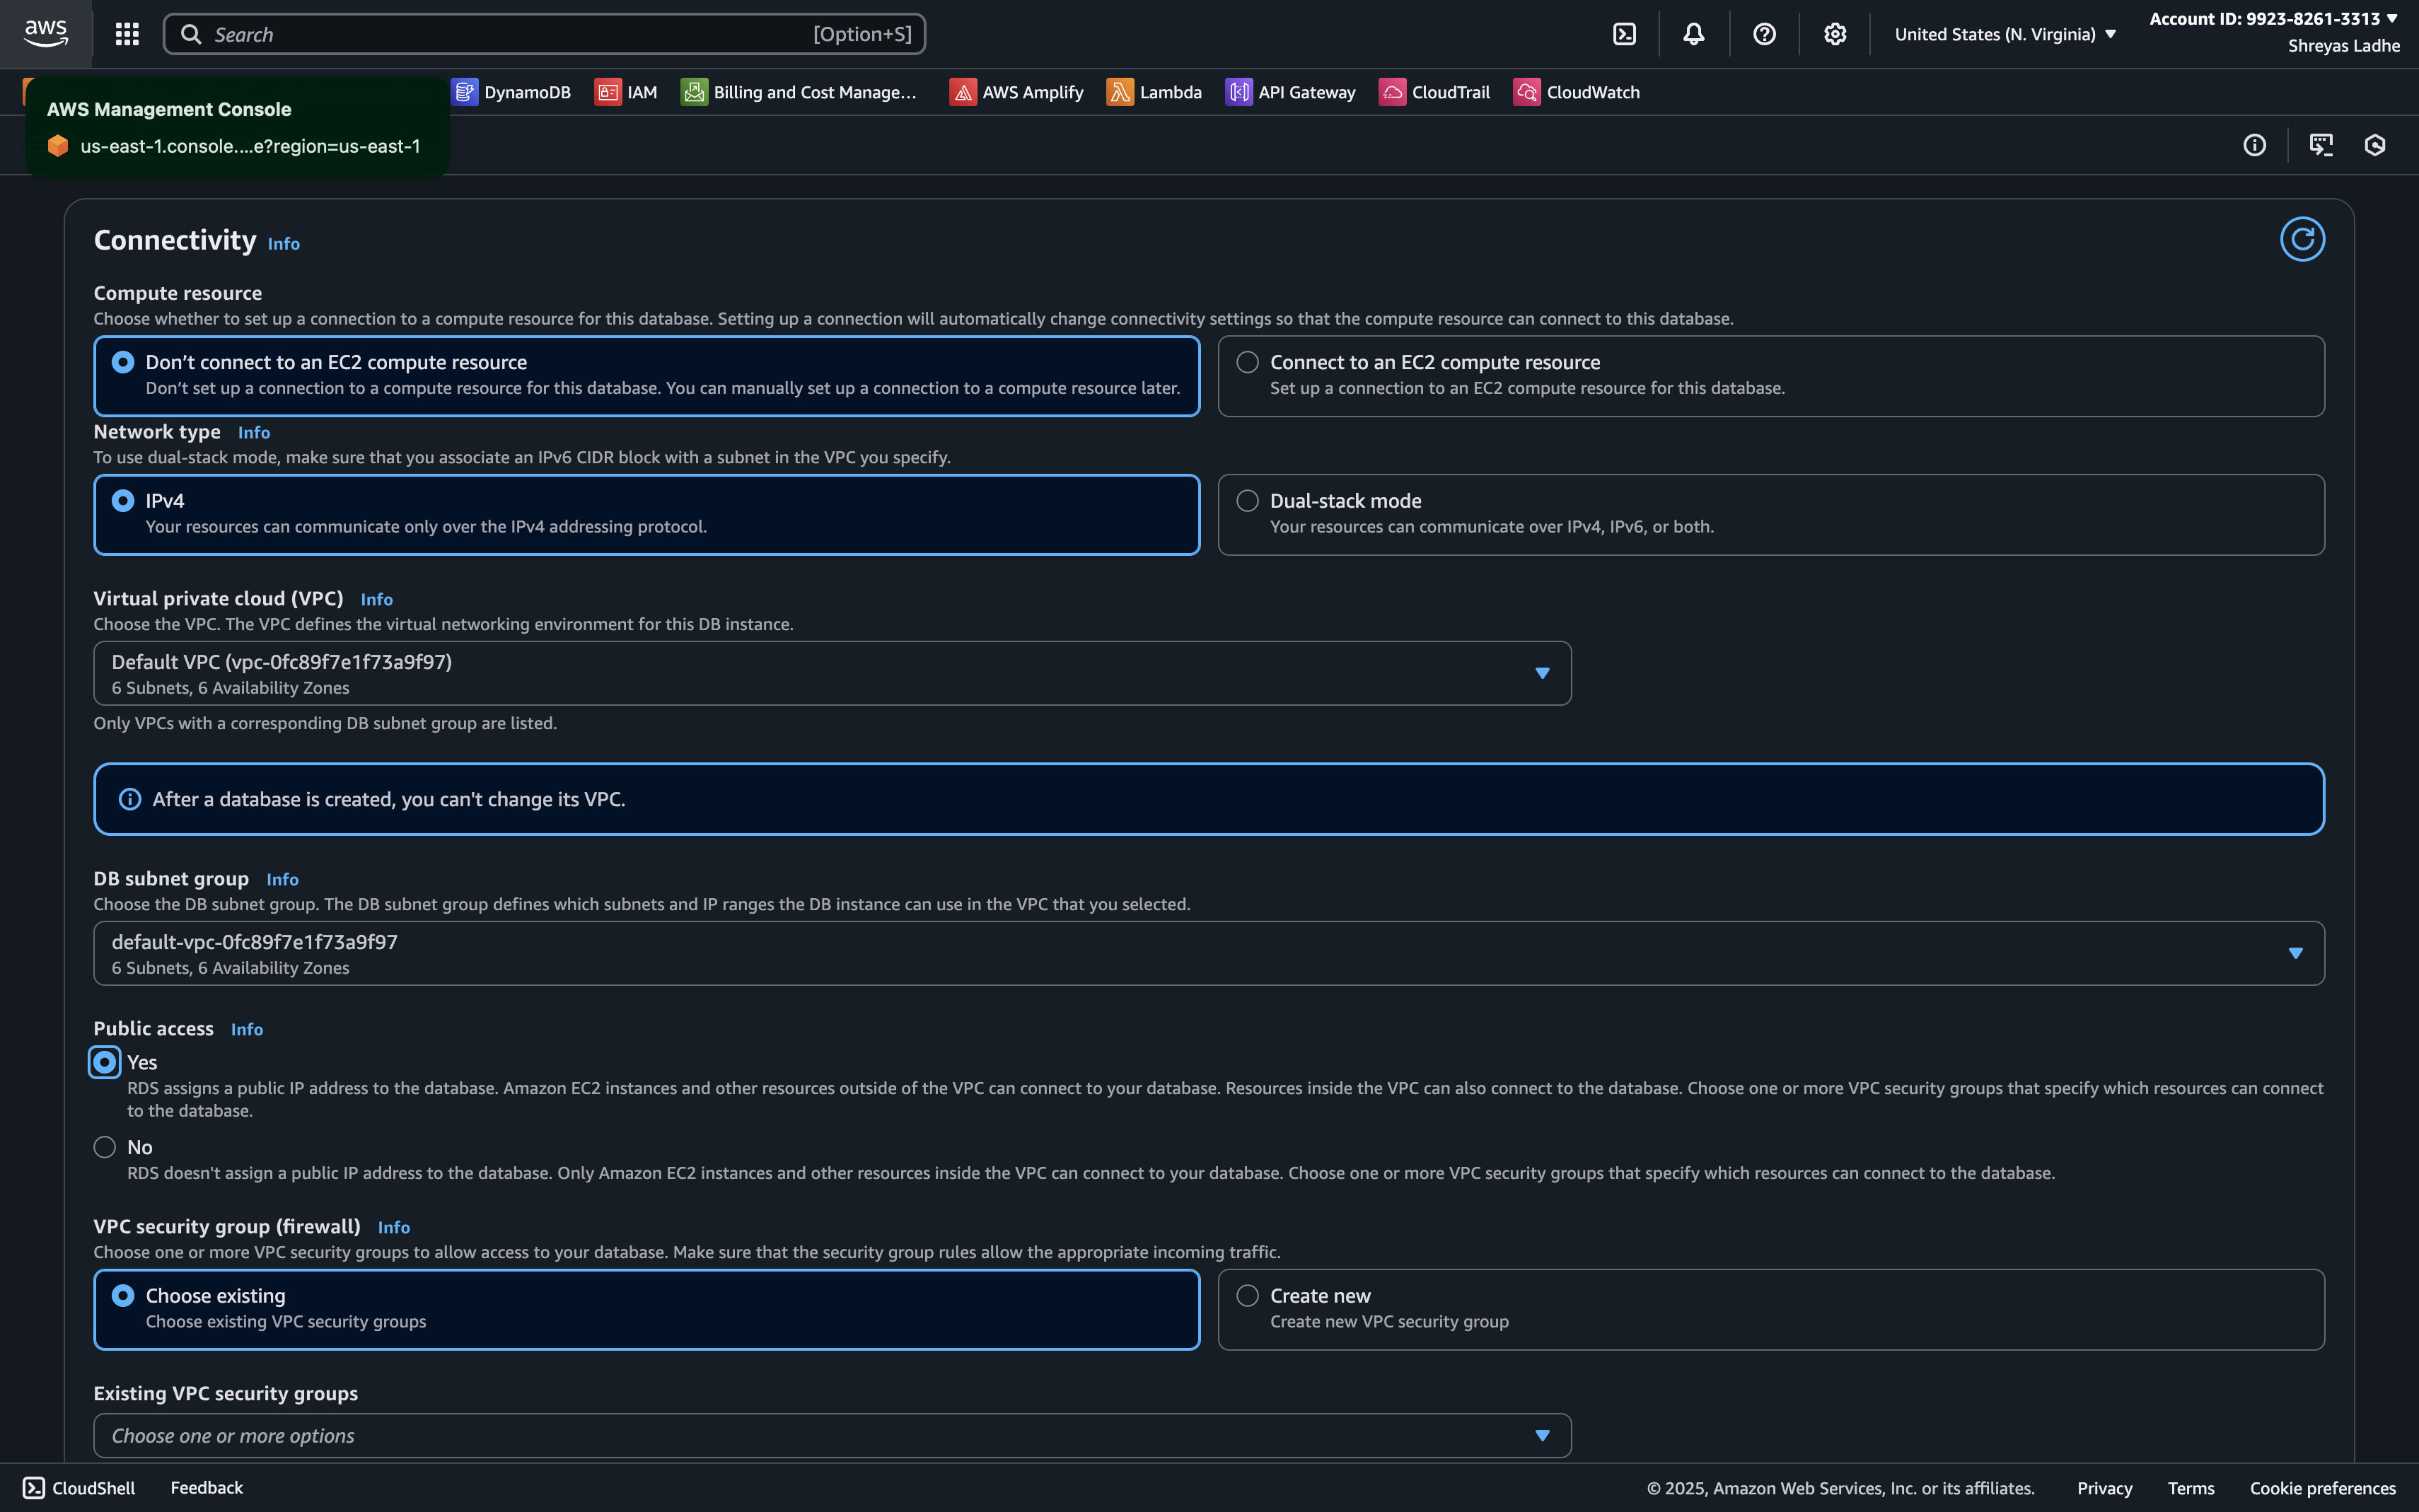 aws
Search
[Option+S]
United States (N. Virginia)
Account ID: 9923-8261-3313
Shreyas Ladhe
DynamoDB
IAM
Billing and Cost Manage...
AWS Amplify
Lambda
API Gateway
CloudTrail
CloudWatch
AWS Management Console
us-east-1.console....e?region=us-east-1
Connectivity Info
Compute resource
Choose whether to set up a connection to a compute resource for this database. Setting up a connection will automatically change connectivity settings so that the compute resource can connect to this database.
Don’t connect to an EC2 compute resource
Don’t set up a connection to a compute resource for this database. You can manually set up a connection to a compute resource later.
Connect to an EC2 compute resource
Set up a connection to an EC2 compute resource for this database.
Network type Info
To use dual-stack mode, make sure that you associate an IPv6 CIDR block with a subnet in the VPC you specify.
IPv4
Your resources can communicate only over the IPv4 addressing protocol.
Dual-stack mode
Your resources can communicate over IPv4, IPv6, or both.
Virtual private cloud (VPC) Info
Choose the VPC. The VPC defines the virtual networking environment for this DB instance.
Default VPC (vpc-0fc89f7e1f73a9f97)
6 Subnets, 6 Availability Zones
Only VPCs with a corresponding DB subnet group are listed.
After a database is created, you can't change its VPC.
DB subnet group Info
Choose the DB subnet group. The DB subnet group defines which subnets and IP ranges the DB instance can use in the VPC that you selected.
default-vpc-0fc89f7e1f73a9f97
6 Subnets, 6 Availability Zones
Public access Info
Yes
RDS assigns a public IP address to the database. Amazon EC2 instances and other resources outside of the VPC can connect to your database. Resources inside the VPC can also connect to the database. Choose one or more VPC security groups that specify which resources can connect
to the database.
No
RDS doesn't assign a public IP address to the database. Only Amazon EC2 instances and other resources inside the VPC can connect to your database. Choose one or more VPC security groups that specify which resources can connect to the database.
VPC security group (firewall) Info
Choose one or more VPC security groups to allow access to your database. Make sure that the security group rules allow the appropriate incoming traffic.
Choose existing
Choose existing VPC security groups
Create new
Create new VPC security group
Existing VPC security groups
Choose one or more options
CloudShell
Feedback
© 2025, Amazon Web Services, Inc. or its affiliates.
Privacy
Terms
Cookie preferences